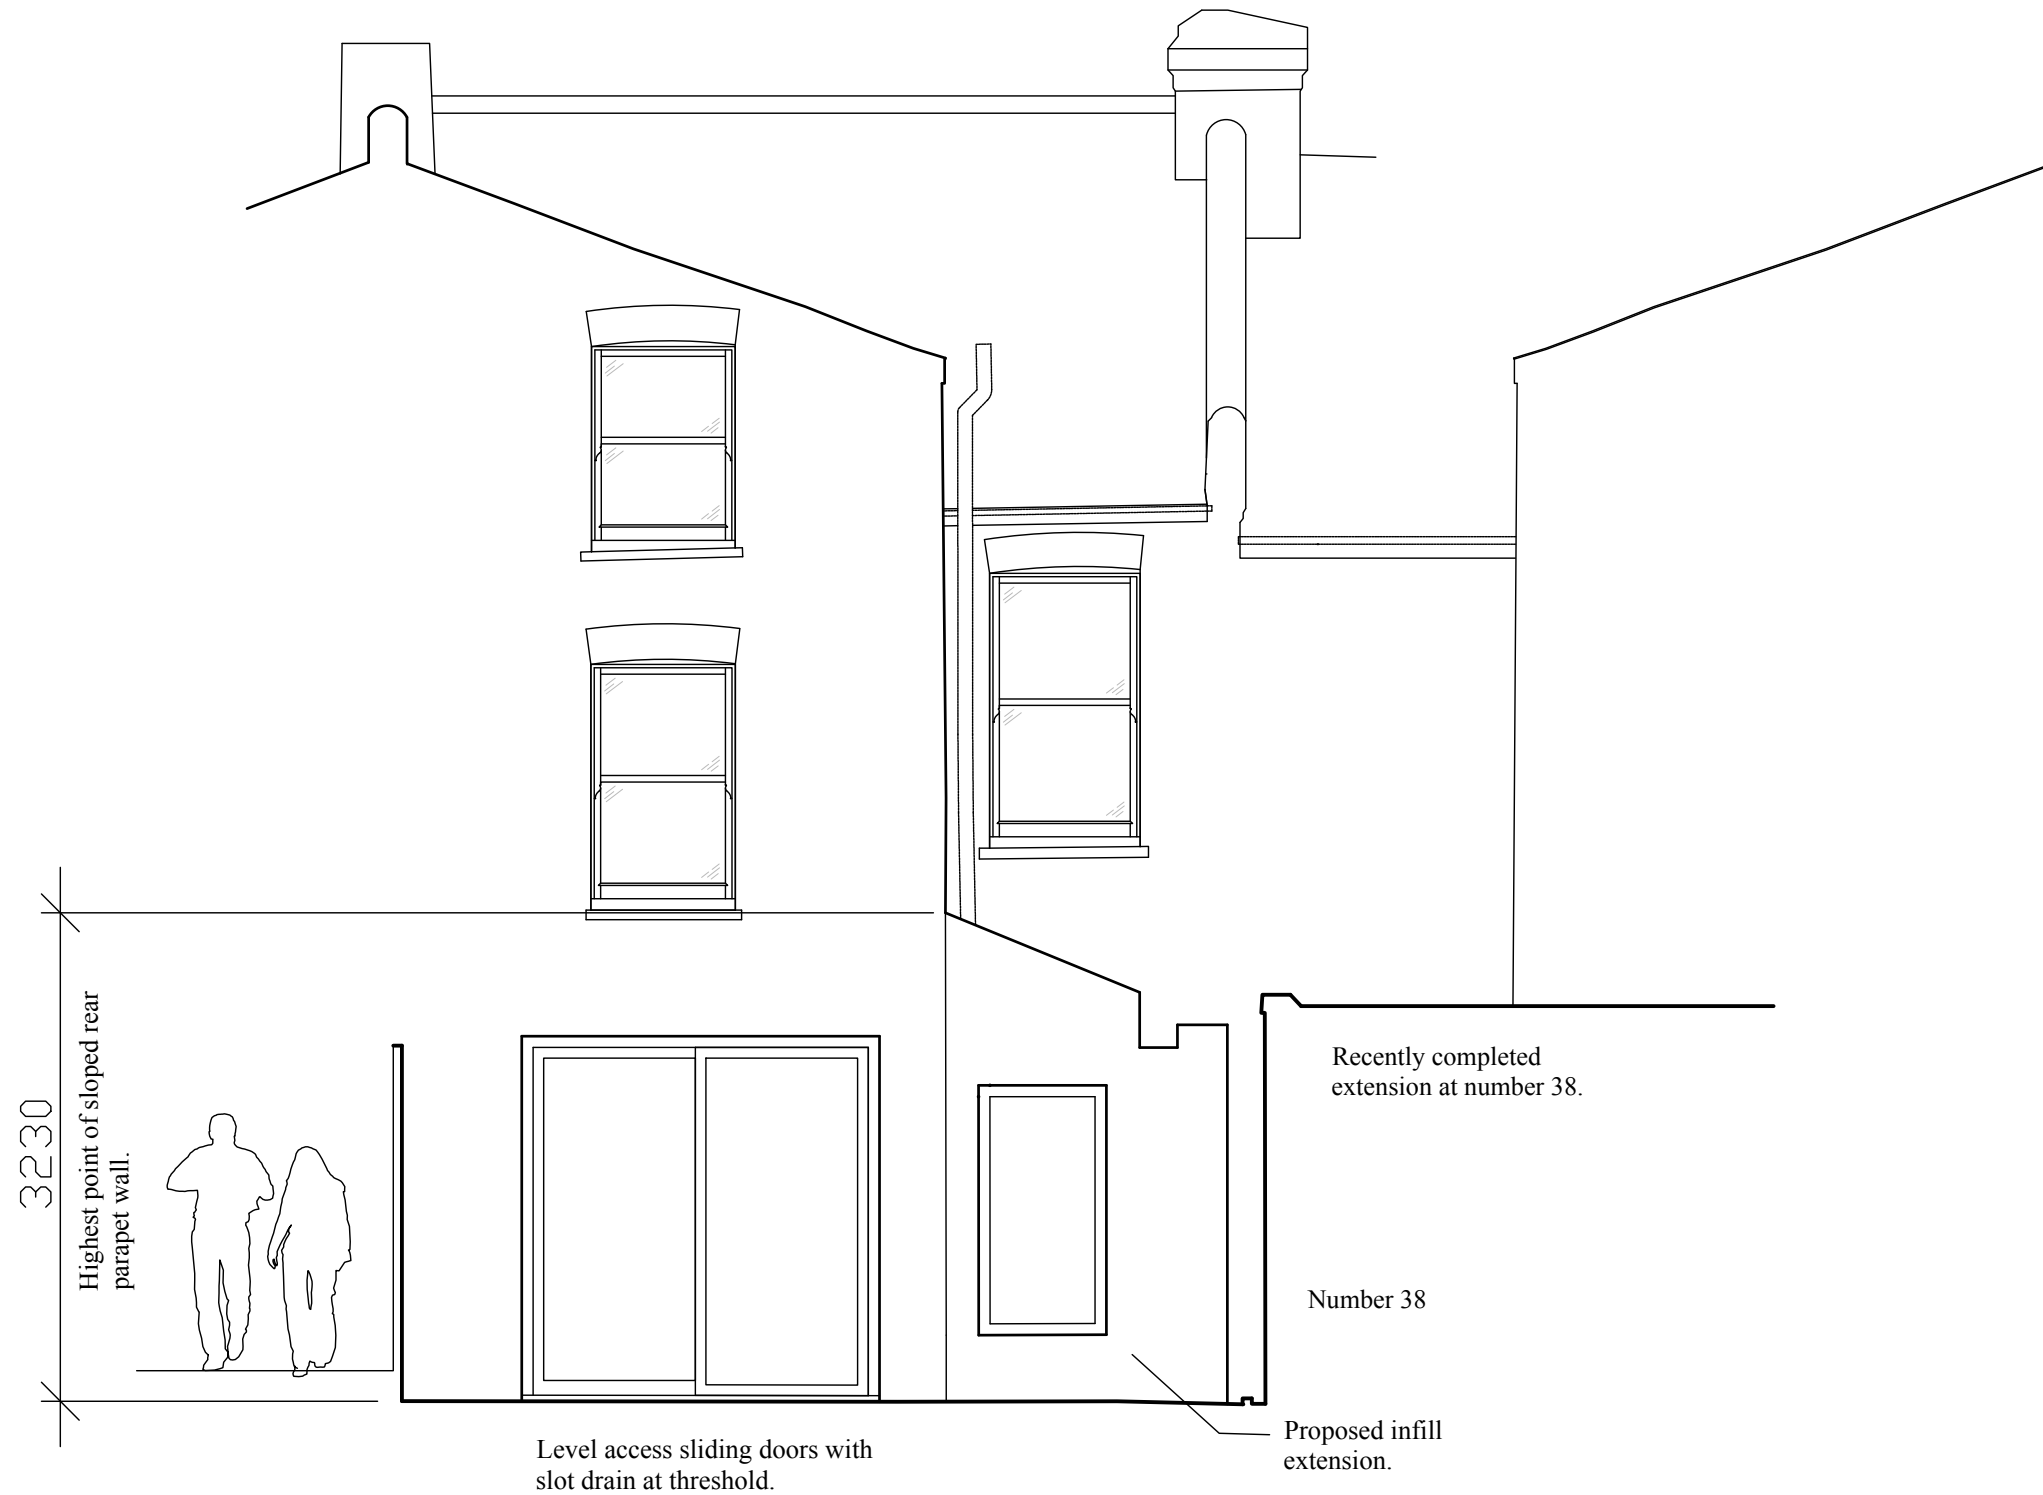 3230
Highest point of sloped rear
parapet wall.
Recently completed
extension at number 38.
Number 38
Proposed infill
extension.
Level access sliding doors with
slot drain at threshold.